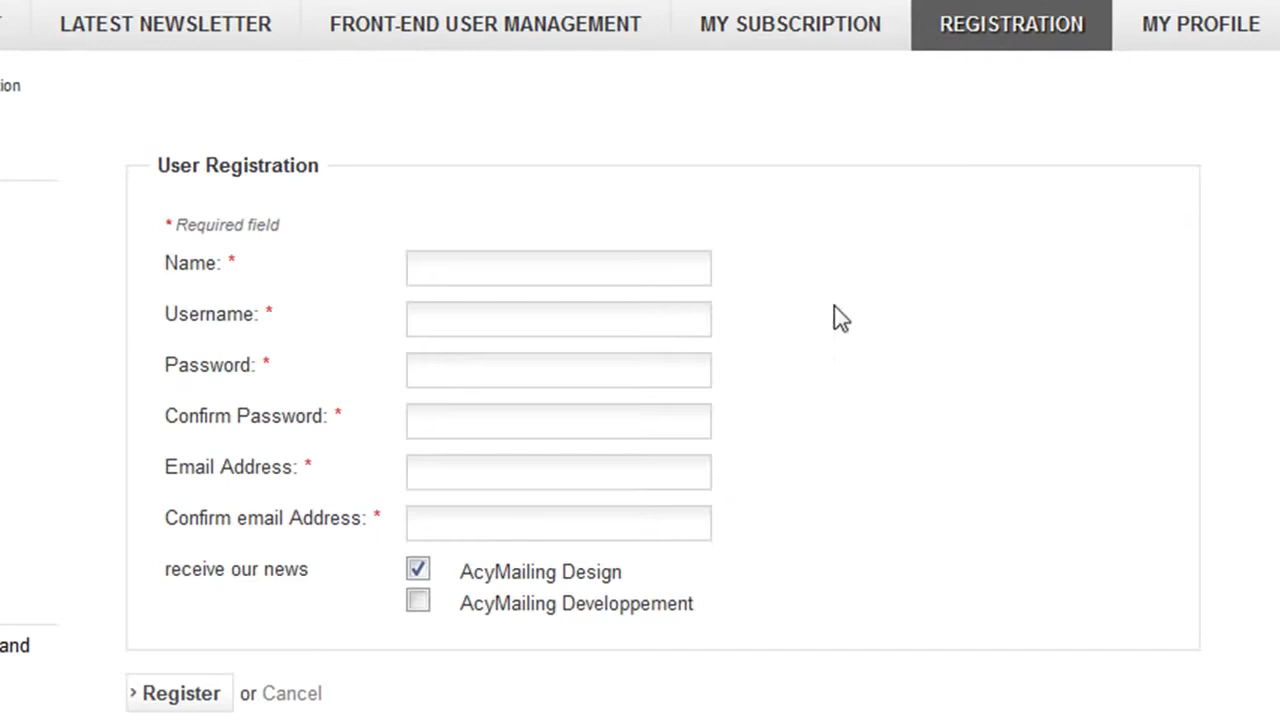 LATEST NEWSLETTER FRONT-END USER MANAGEMENT MY SUBSCRIPTION REGISTRATION MY PROFILE
ion
User Registration
* Required field
Name: *
Username: *
Password: *
Confirm Password: *
Email Address: *
Confirm email Address: *
receive our news AcyMailing Design
AcyMailing Developpement
and
› Register or Cancel